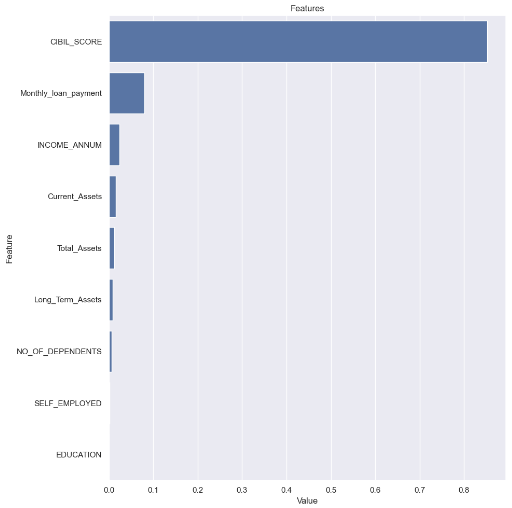 Features
CIBIL_SCORE
Monthly_loan_payment
INCOME_ANNUM
Current_Assets
Total_Assets
Long_Term_Assets
NO_OF_DEPENDENTS
SELF_EMPLOYED
EDUCATION
Feature
0.0 0.1 0.2 0.3 0.4 0.5 0.6 0.7 0.8
Value